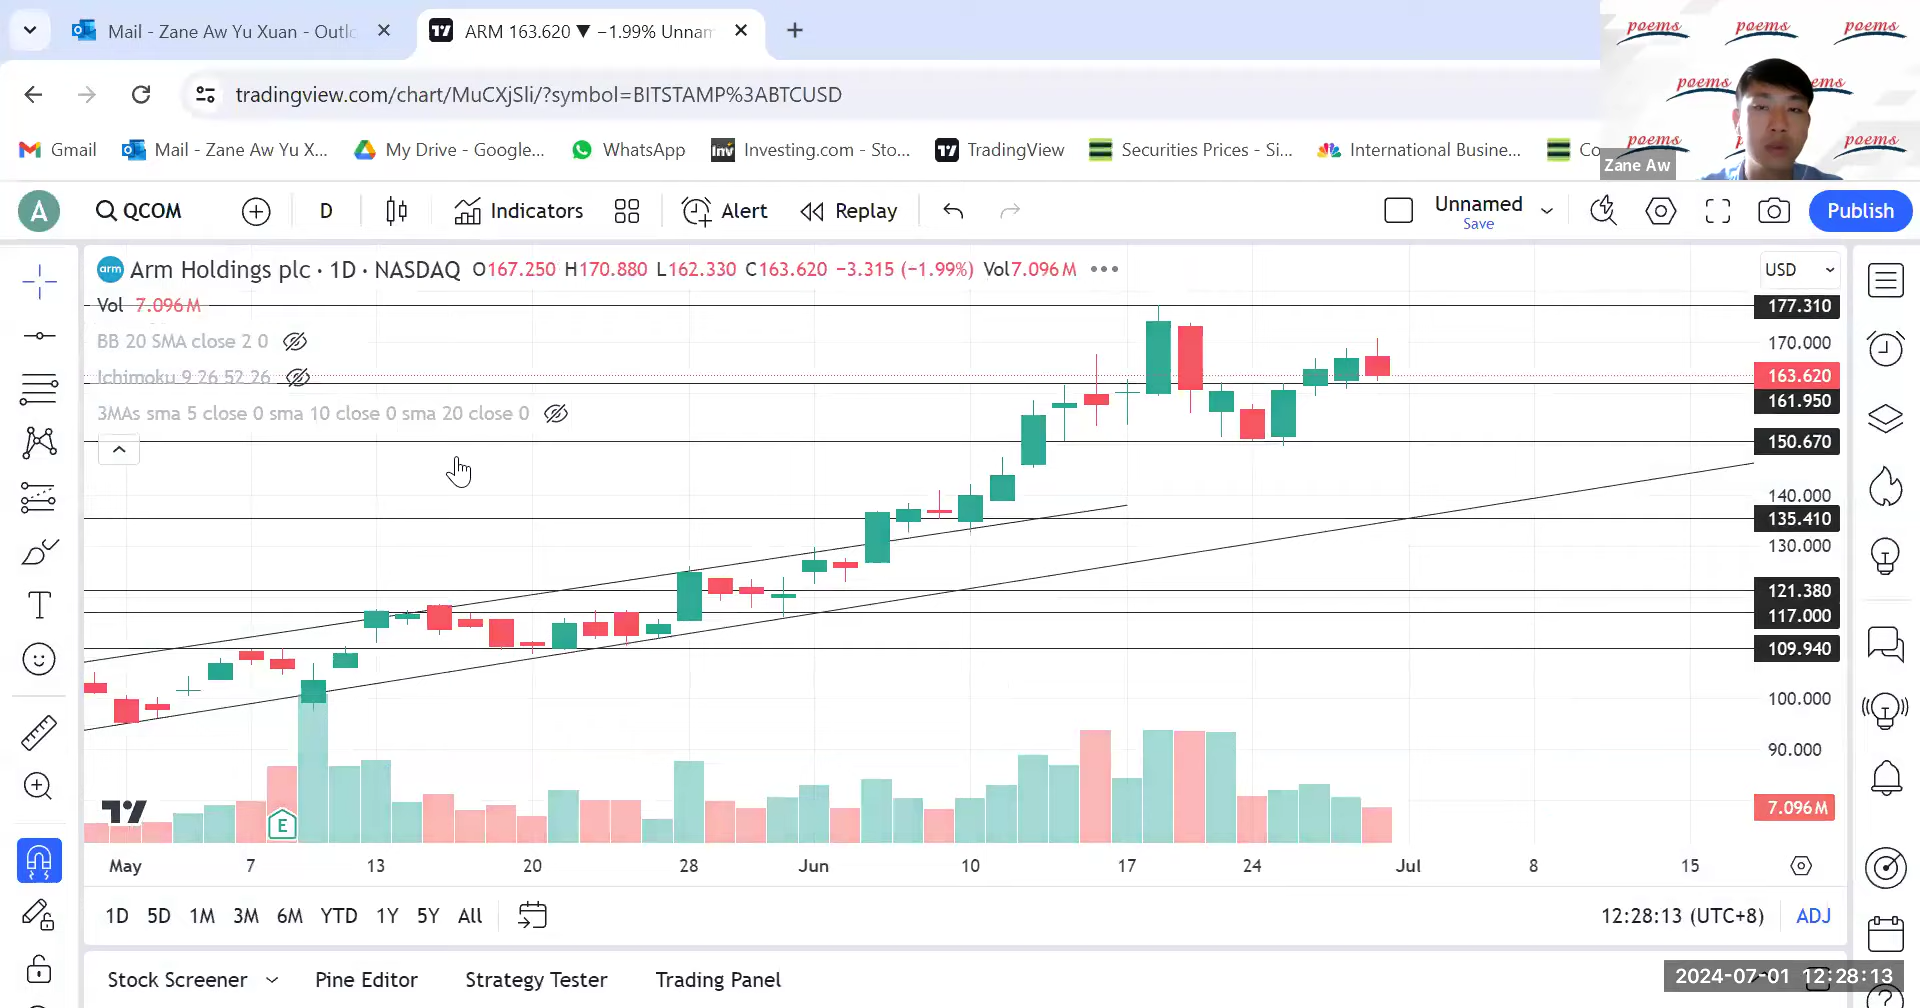 Mail - Zane Aw Yu Xuan - Outlo
ARM 163.620 ▼ −1.99% Unnam
tradingview.com/chart/MuCXjSli/?symbol=BITSTAMP%3ABTCUSD
Gmail
Mail - Zane Aw Yu X...
My Drive - Google...
WhatsApp
Investing.com - Sto...
TradingView
Securities Prices - Si...
International Busine...
Co
poems poems poems
poems ems
poems poems
Zane Aw
A
QCOM
D
Indicators
Alert
Replay
Unnamed
Save
Publish
arm Arm Holdings plc · 1D · NASDAQ O167.250 H170.880 L162.330 C163.620 −3.315 (−1.99%) Vol7.096 M
USD
Vol 7.096 M
BB 20 SMA close 2 0
Ichimoku 9 26 52 26
3MAs sma 5 close 0 sma 10 close 0 sma 20 close 0
177.310
170.000
163.620
161.950
150.670
140.000
135.410
130.000
121.380
117.000
109.940
100.000
90.000
7.096 M
E
May 7 13 20 28 Jun 10 17 24 Jul 8 15
1D 5D 1M 3M 6M YTD 1Y 5Y All
12:28:13 (UTC+8) ADJ
Stock Screener Pine Editor Strategy Tester Trading Panel
2024-07-01 12:28:13